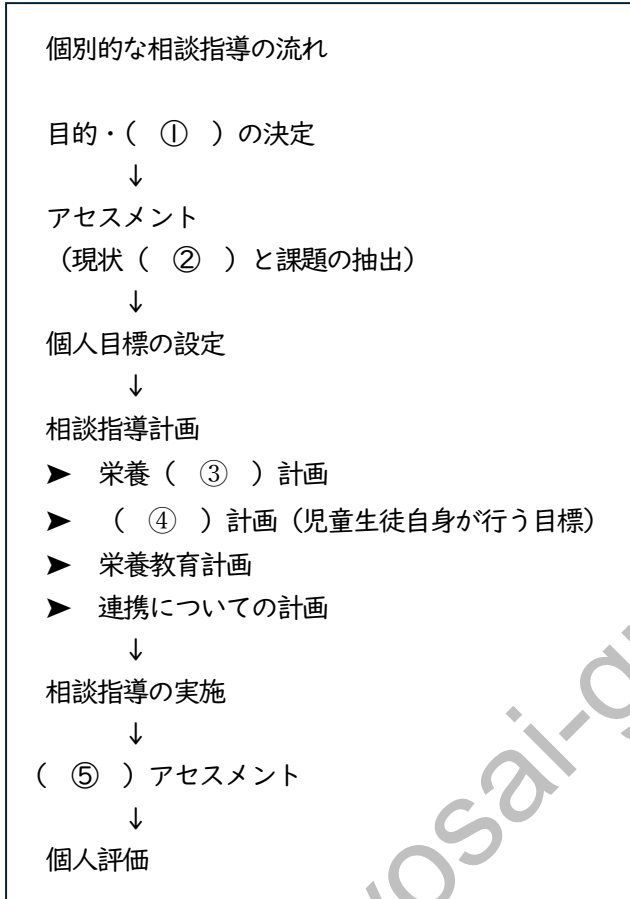 個別的な相談指導の流れ
目的・( ① )の決定
↓
アセスメント
(現状( ② )と課題の抽出)
↓
個人目標の設定
↓
相談指導計画
➤ 栄養( ③ )計画
➤ ( ④ )計画(児童生徒自身が行う目標)
➤ 栄養教育計画
➤ 連携についての計画
↓
相談指導の実施
↓
( ⑤ )アセスメント
↓
個人評価